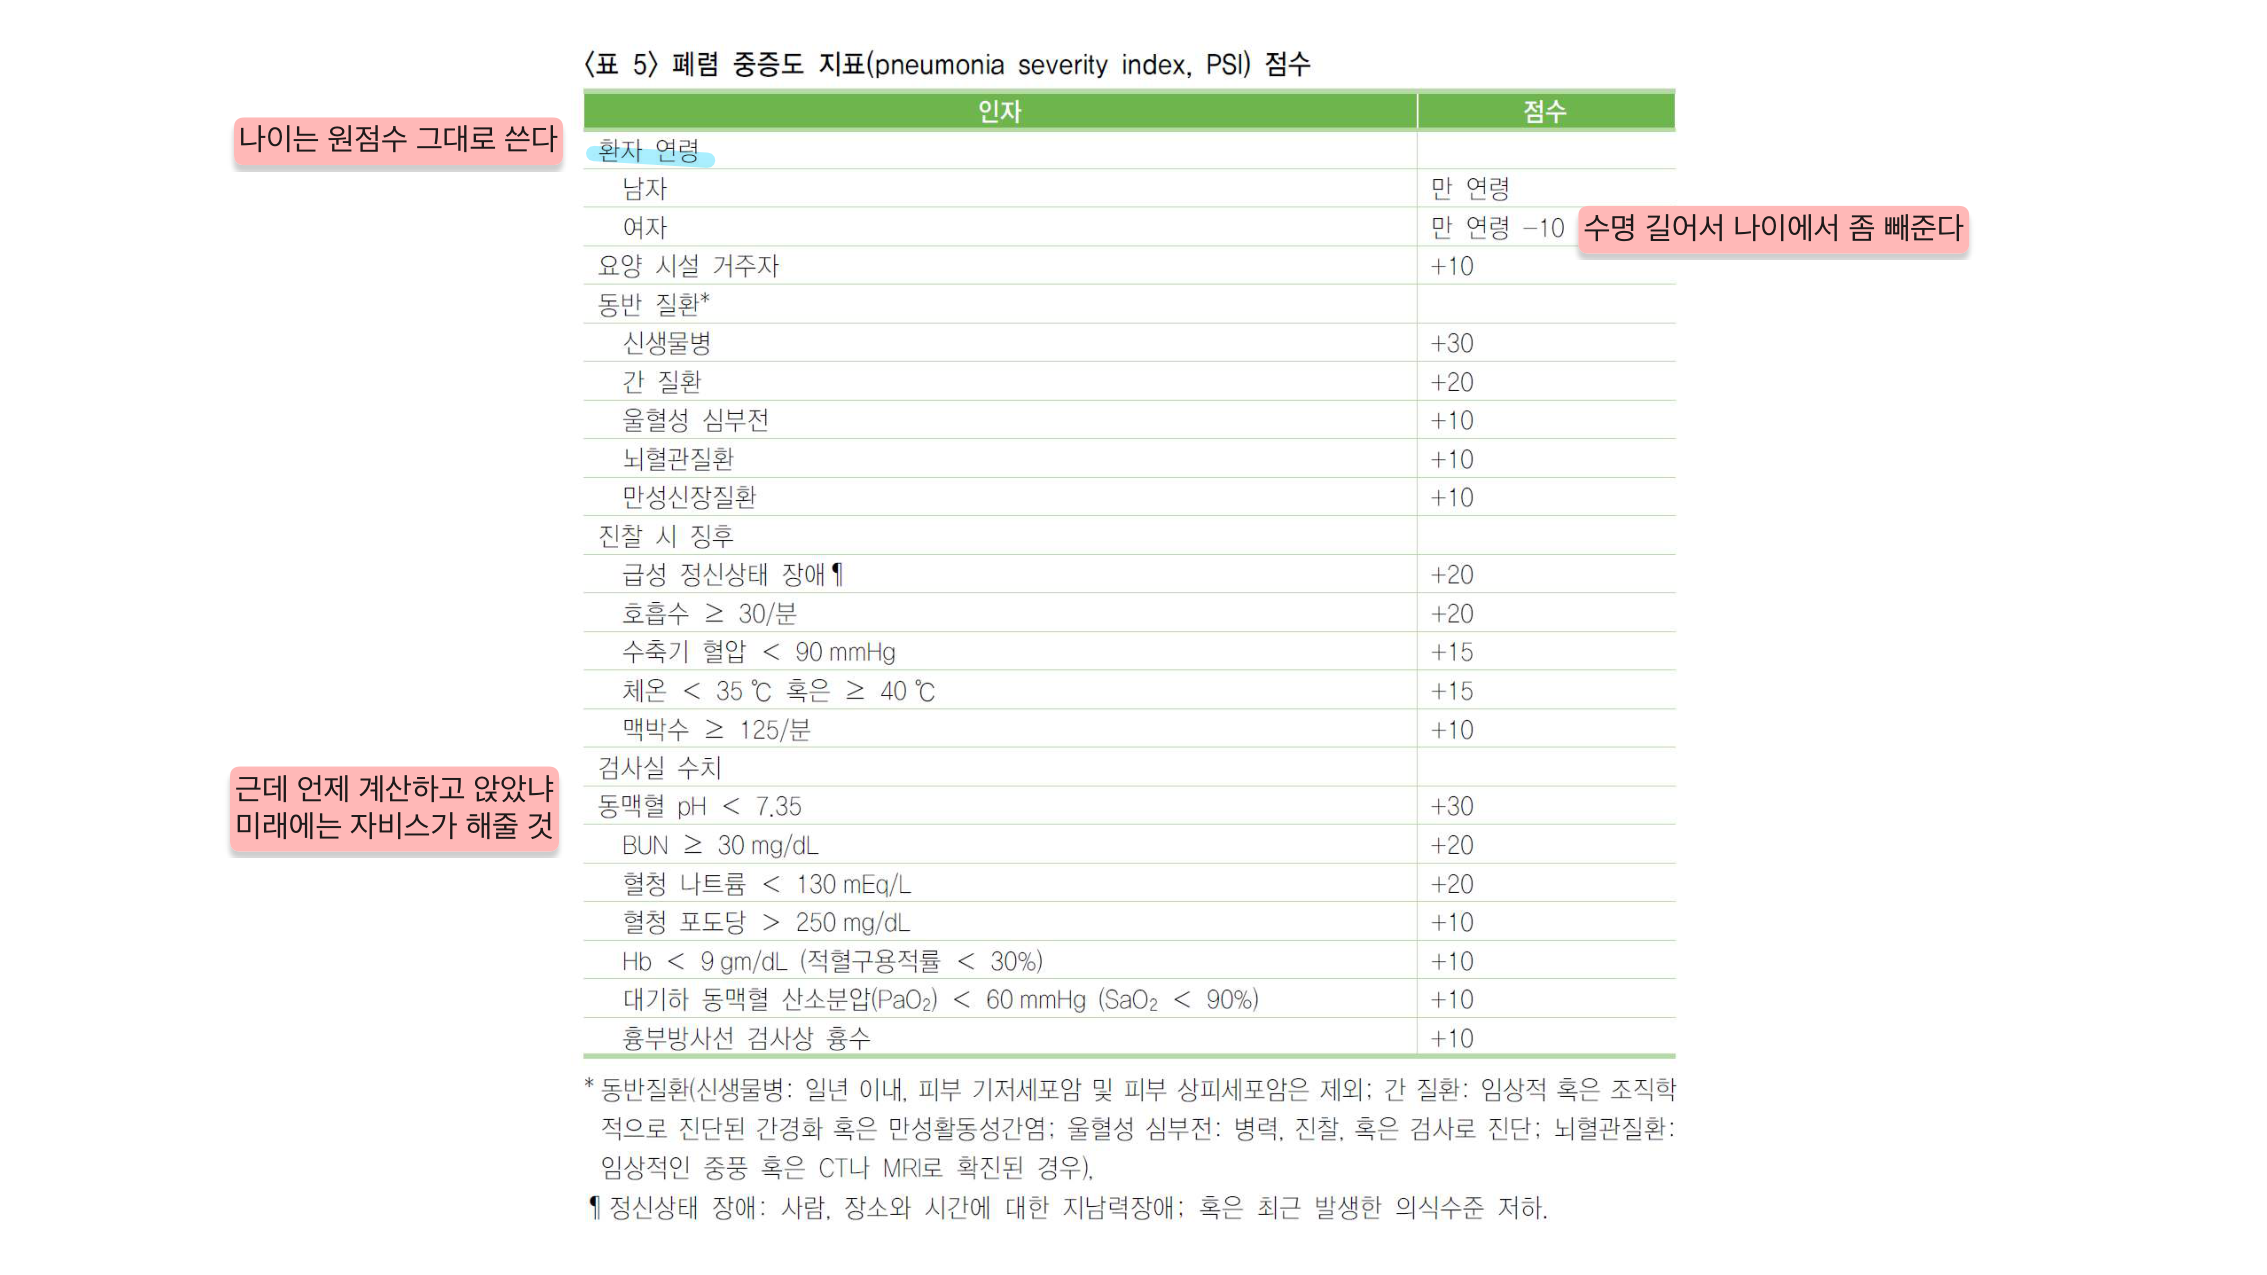 〈표 5〉 폐렴 중증도 지표(pneumonia severity index, PSI) 점수
인자 점수
나이는 원점수 그대로 쓴다
환자 연령
남자 만 연령
여자 만 연령 -10 수명 길어서 나이에서 좀 빼준다
요양 시설 거주자 +10
동반 질환*
신생물병 +30
간 질환 +20
울혈성 심부전 +10
뇌혈관질환 +10
만성신장질환 +10
진찰 시 징후
급성 정신상태 장애¶ +20
호흡수 ≥ 30/분 +20
수축기 혈압 < 90 mmHg +15
체온 < 35 ℃ 혹은 ≥ 40 ℃ +15
맥박수 ≥ 125/분 +10
검사실 수치
근데 언제 계산하고 앉았냐
미래에는 자비스가 해줄 것
동맥혈 pH < 7.35 +30
BUN ≥ 30 mg/dL +20
혈청 나트륨 < 130 mEq/L +20
혈청 포도당 > 250 mg/dL +10
Hb < 9 gm/dL (적혈구용적률 < 30%) +10
대기하 동맥혈 산소분압(PaO₂) < 60 mmHg (SaO₂ < 90%) +10
흉부방사선 검사상 흉수 +10
* 동반질환(신생물병: 일년 이내, 피부 기저세포암 및 피부 상피세포암은 제외; 간 질환: 임상적 혹은 조직학
적으로 진단된 간경화 혹은 만성활동성간염; 울혈성 심부전: 병력, 진찰, 혹은 검사로 진단; 뇌혈관질환:
임상적인 중풍 혹은 CT나 MRI로 확진된 경우),
¶ 정신상태 장애: 사람, 장소와 시간에 대한 지남력장애; 혹은 최근 발생한 의식수준 저하.